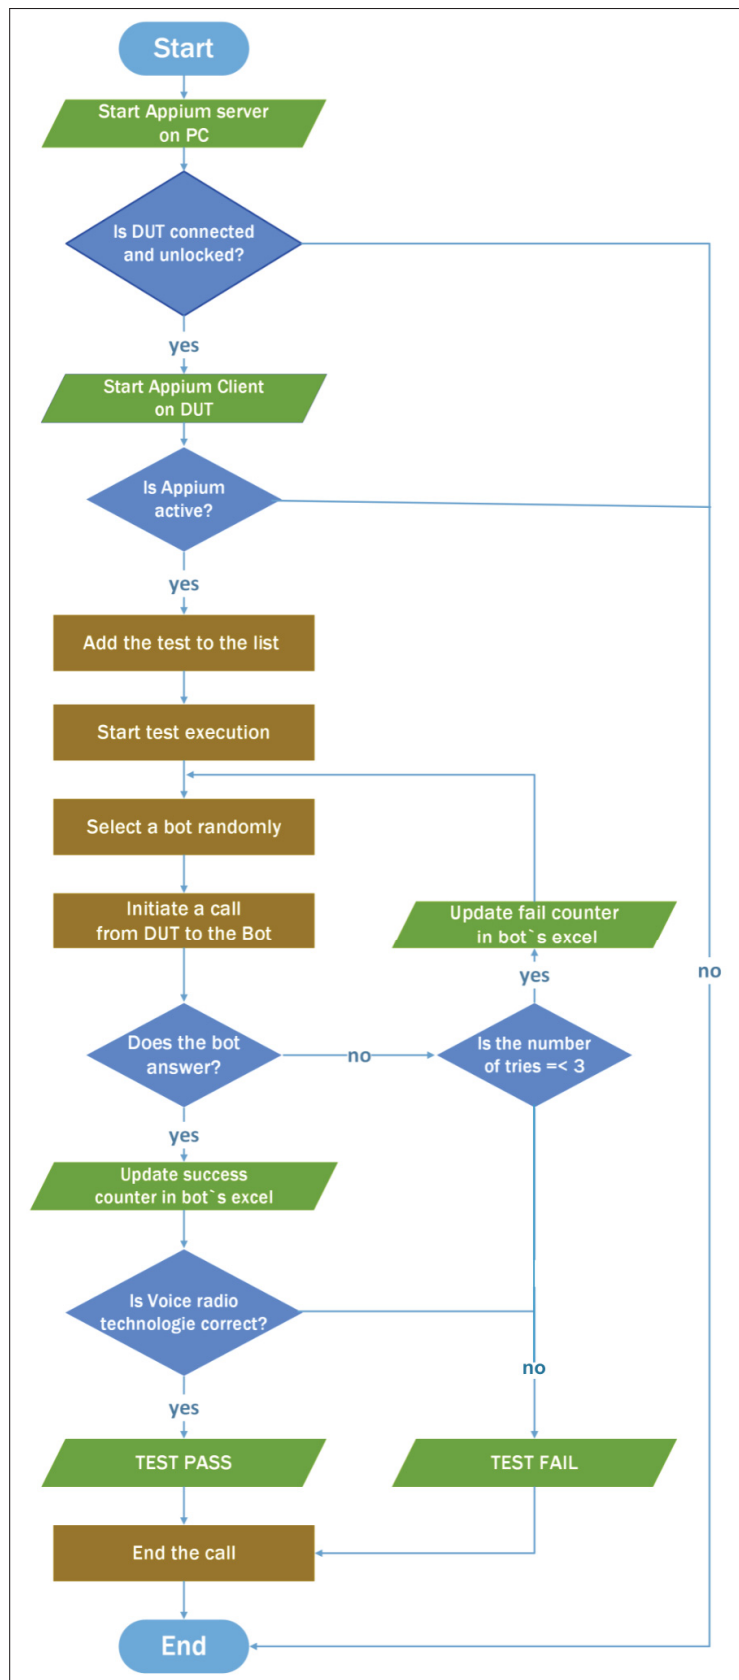 Start
Start Appium server
on PC
Is DUT connected
and unlocked?
yes
Start Appium Client
on DUT
Is Appium
active?
yes
Add the test to the list
Start test execution
Select a bot randomly
Initiate a call
from DUT to the Bot
Update fail counter
in bot`s excel
no
yes
Does the bot
answer?
no
Is the number
of tries =< 3
yes
Update success
counter in bot`s excel
Is Voice radio
technologie correct?
no
yes
TEST PASS
TEST FAIL
End the call
End